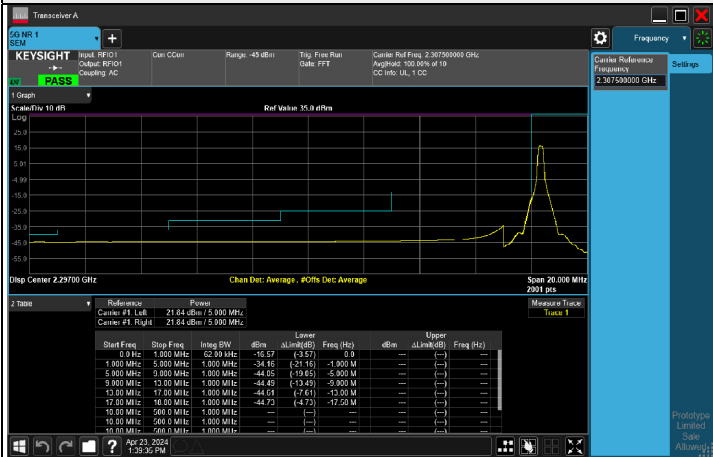 Transceiver A
5G NR 1
SEM
Frequency
KEYSIGHT
Input: RFIO1
Output: RFIO1
Coupling: AC
Corr CCorr
Range: -45 dBm
Trig: Free Run
Gate: FFT
Carrier Ref Freq: 2.307500000 GHz
Avg|Hold: 100.00% of 10
CC Info: UL, 1 CC
PASS
Carrier Reference
Frequency
2.307500000 GHz
Settings
1 Graph
Scale/Div 10 dB
Ref Value 35.0 dBm
Log
25.0
15.0
5.01
-4.99
-15.0
-25.0
-35.0
-45.0
-55.0
Disp Center 2.29700 GHz
Chan Det: Average , #Offs Det: Average
Span 20.000 MHz
2001 pts
2 Table
Reference Power
Carrier #1. Left 21.84 dBm / 5.000 MHz
Carrier #1. Right 21.84 dBm / 5.000 MHz
Measure Trace
Trace 1
Lower Upper
Start Freq Stop Freq Integ BW dBm ΔLimit(dB) Freq (Hz) dBm ΔLimit(dB) Freq (Hz)
0.0 Hz 1.000 MHz 62.00 kHz -16.57 (-3.57) 0.0 --- (---) ---
1.000 MHz 5.000 MHz 1.000 MHz -34.16 (-21.16) -1.000 M --- (---) ---
5.000 MHz 9.000 MHz 1.000 MHz -44.05 (-19.05) -5.000 M --- (---) ---
9.000 MHz 13.00 MHz 1.000 MHz -44.49 (-13.49) -9.000 M --- (---) ---
13.00 MHz 17.00 MHz 1.000 MHz -44.61 (-7.61) -13.00 M --- (---) ---
17.00 MHz 18.00 MHz 1.000 MHz -44.73 (-4.73) -17.50 M --- (---) ---
10.00 MHz 500.0 MHz 1.000 MHz --- (---) --- --- (---) ---
10.00 MHz 500.0 MHz 1.000 MHz --- (---) --- --- (---) ---
10.00 MHz 500.0 MHz 1.000 MHz --- (---) --- --- (---) ---
Prototype
Limited
Sale
Allowed
Apr 23, 2024
1:39:35 PM